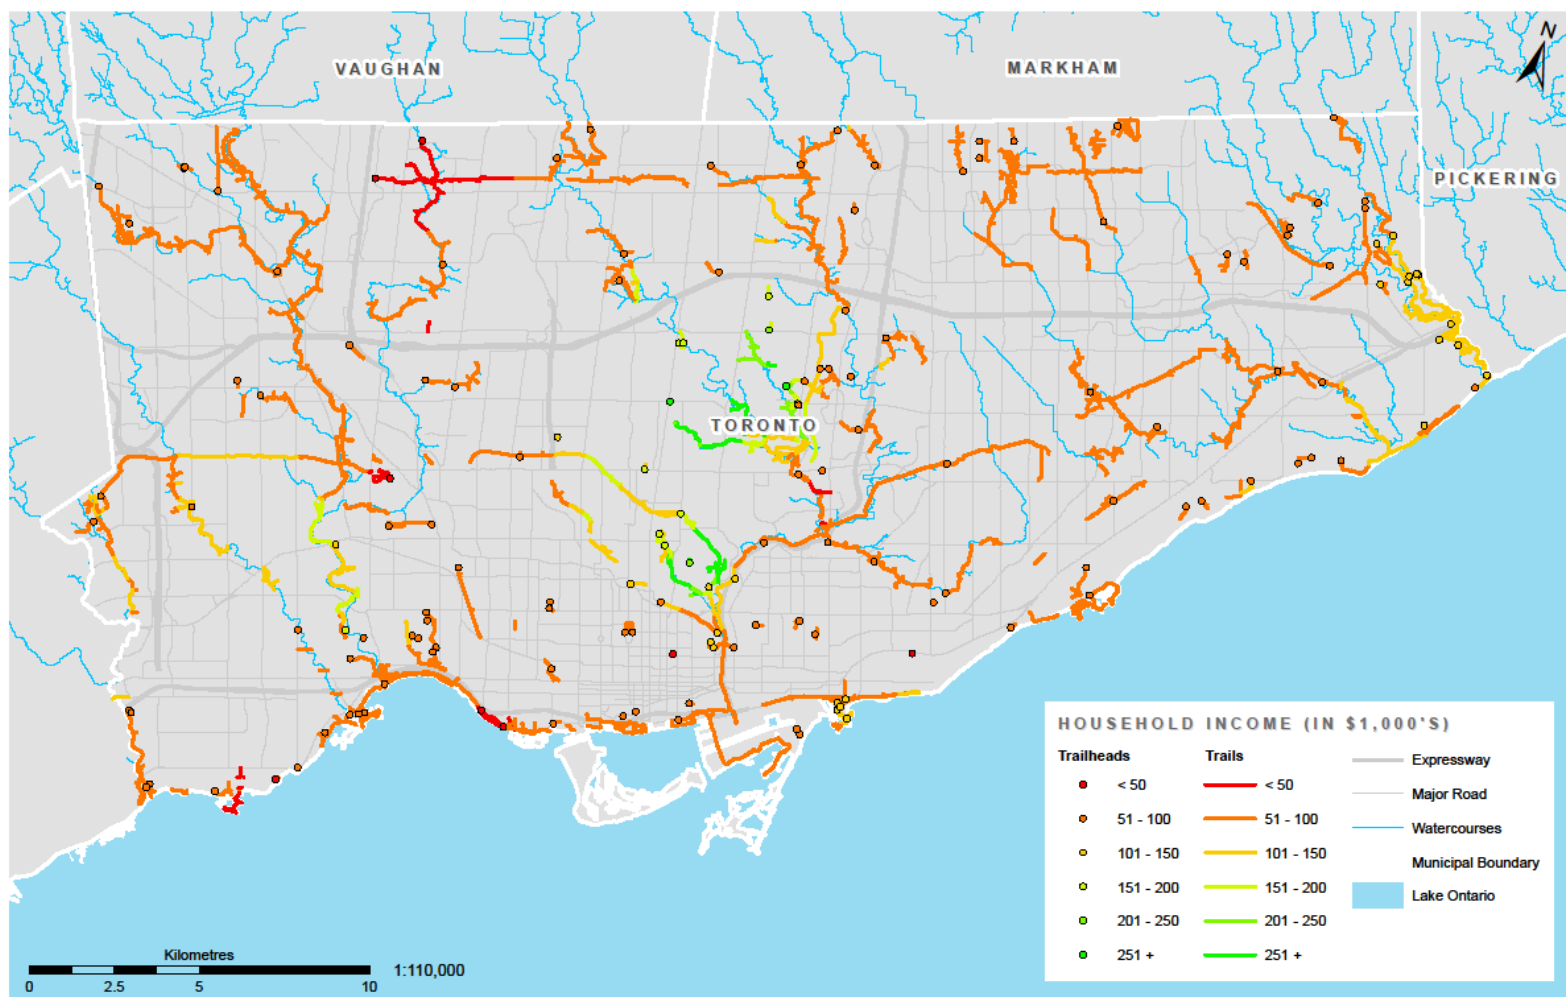 N
VAUGHAN
MARKHAM
PICKERING
TORONTO
HOUSEHOLD INCOME (IN $1,000'S)
Trailheads Trails
< 50 < 50 Expressway
51 - 100 51 - 100 Major Road
101 - 150 101 - 150 Watercourses
151 - 200 151 - 200 Municipal Boundary
201 - 250 201 - 250 Lake Ontario
251 + 251 +
Kilometres
1:110,000
0 2.5 5 10